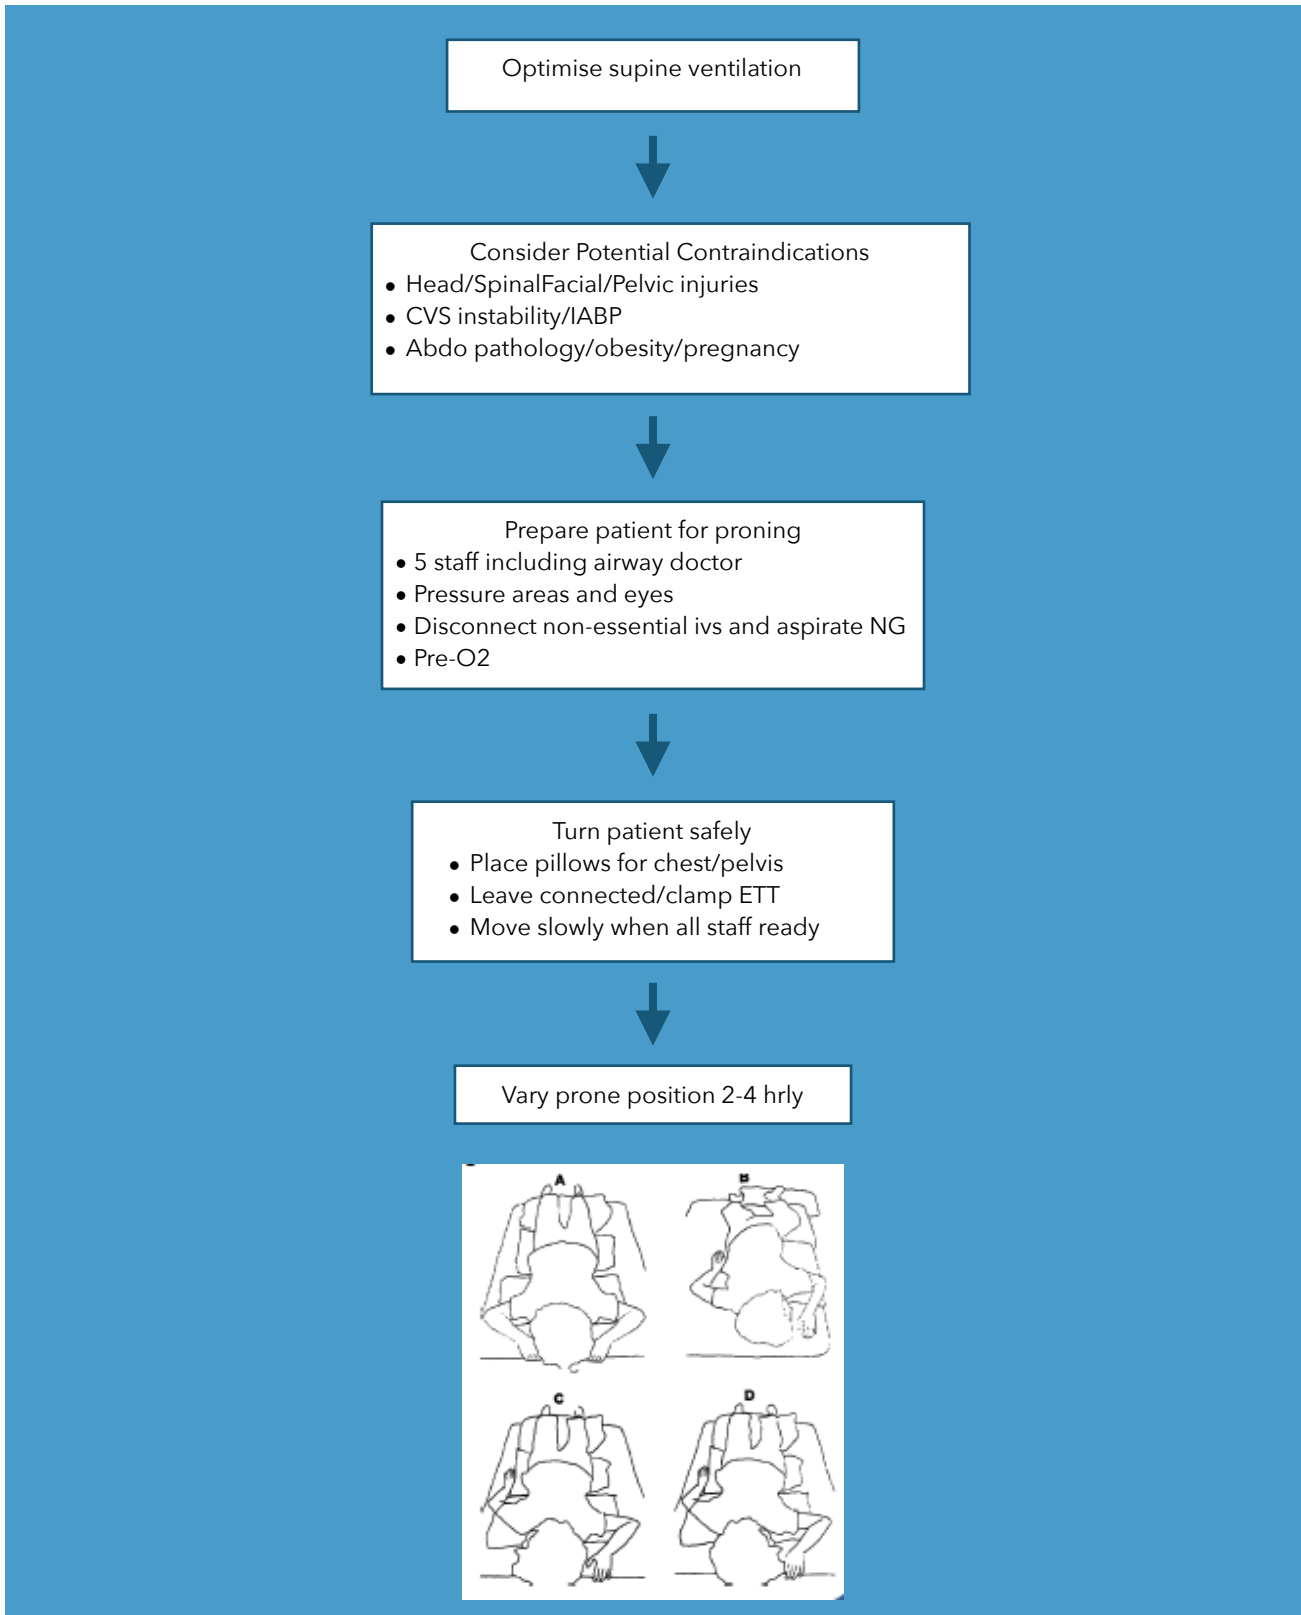 Optimise supine ventilation
Consider Potential Contraindications
• Head/SpinalFacial/Pelvic injuries
• CVS instability/IABP
• Abdo pathology/obesity/pregnancy
Prepare patient for proning
• 5 staff including airway doctor
• Pressure areas and eyes
• Disconnect non-essential ivs and aspirate NG
• Pre-O2
Turn patient safely
• Place pillows for chest/pelvis
• Leave connected/clamp ETT
• Move slowly when all staff ready
Vary prone position 2-4 hrly
A
B
C
D